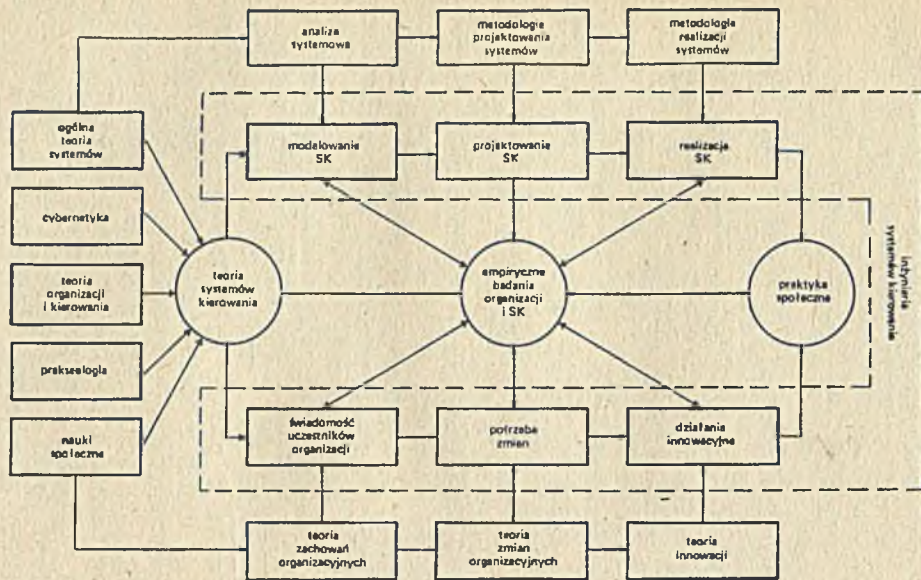 analiza
systemowa
metodologie
projektowania
systemów
metodologie
realizacji
systemów
ogólna
teoria
systemów
modelowanie
SK
projektowanie
SK
realizacja
SK
cybernetyka
teoria
organizacji
i kierowania
teoria
systemów
kierowania
empiryczne
badania
organizacji
i SK
praktyka
społeczna
inżynieria
systemów kierowania
prakseologia
nauki
społeczne
świadomość
uczestników
organizacji
potrzeba
zmian
działania
innowacyjne
teoria
zachowań
organizacyjnych
teoria
zmian
organizacyjnych
teoria
innowacji